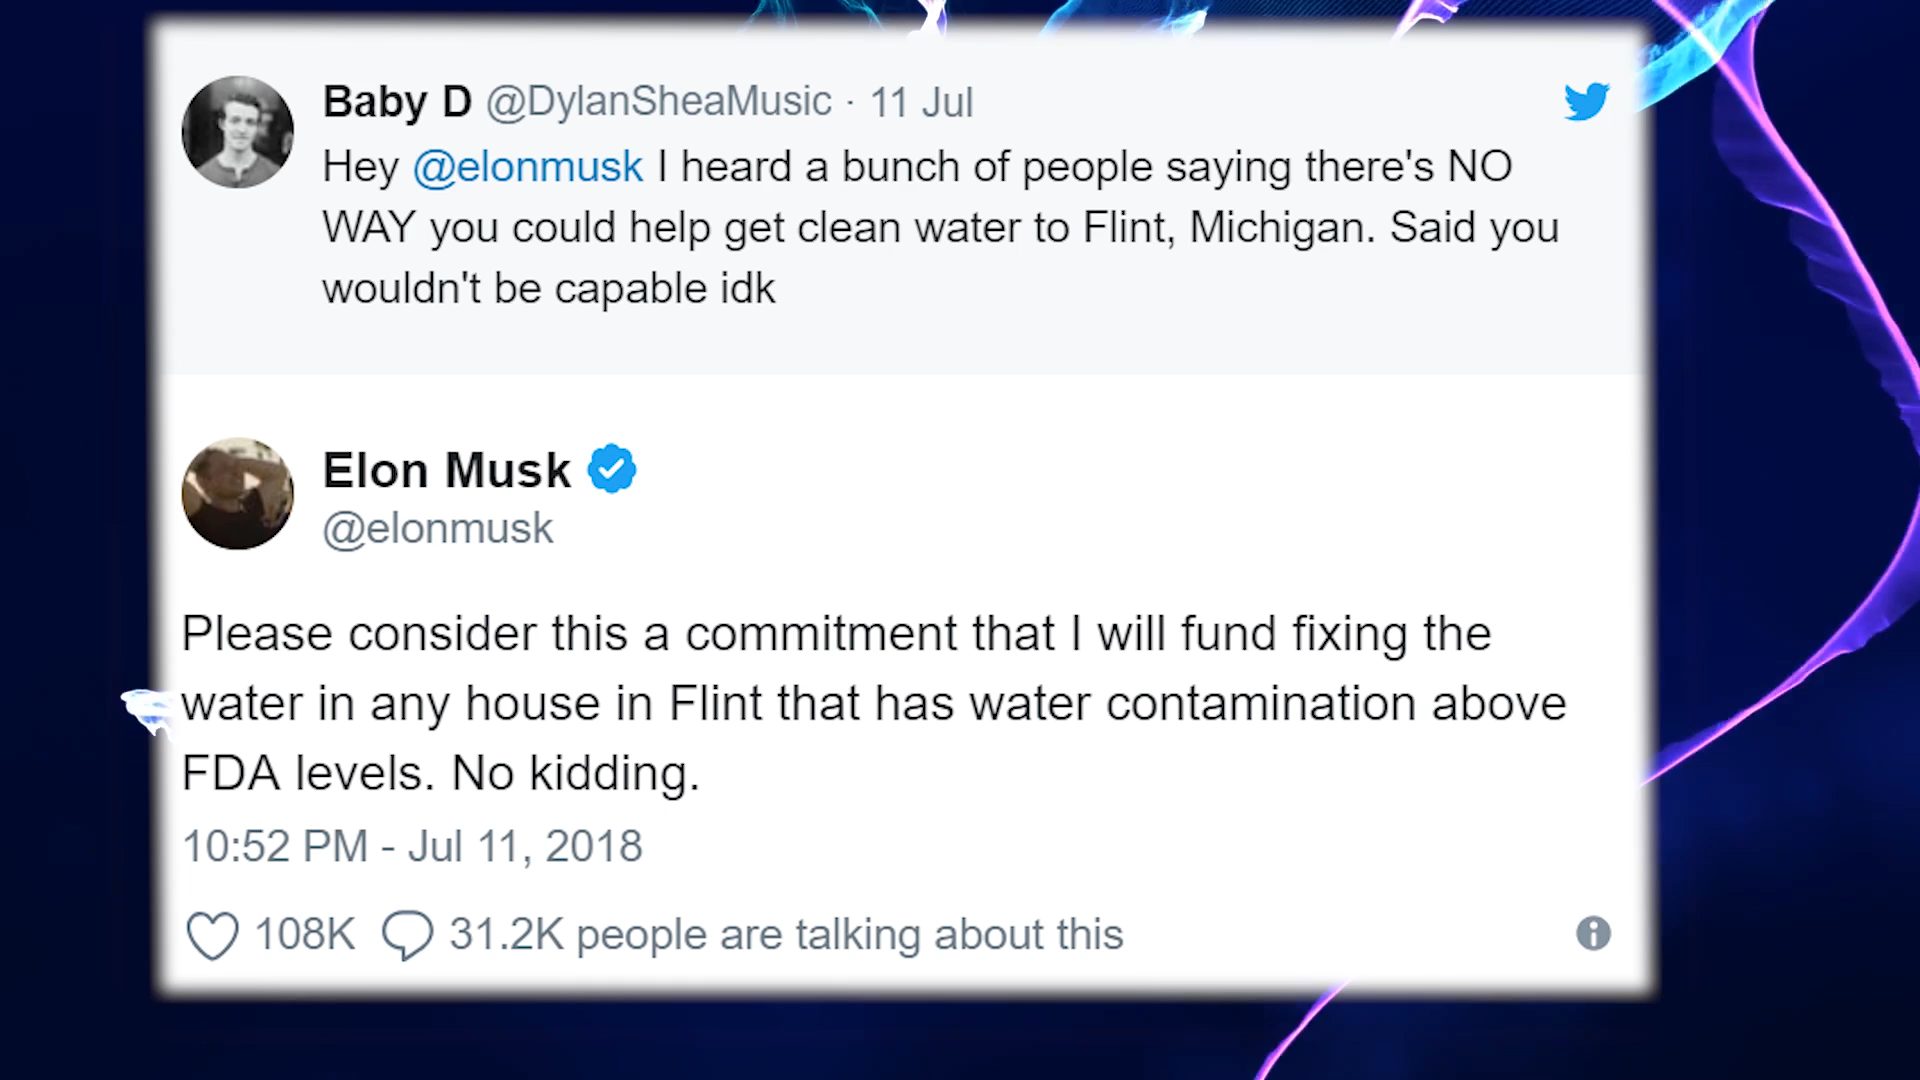 Baby D @DylanSheaMusic · 11 Jul
Hey @elonmusk I heard a bunch of people saying there's NO
WAY you could help get clean water to Flint, Michigan. Said you
wouldn't be capable idk
Elon Musk
@elonmusk
Please consider this a commitment that I will fund fixing the
water in any house in Flint that has water contamination above
FDA levels. No kidding.
10:52 PM - Jul 11, 2018
108K 31.2K people are talking about this